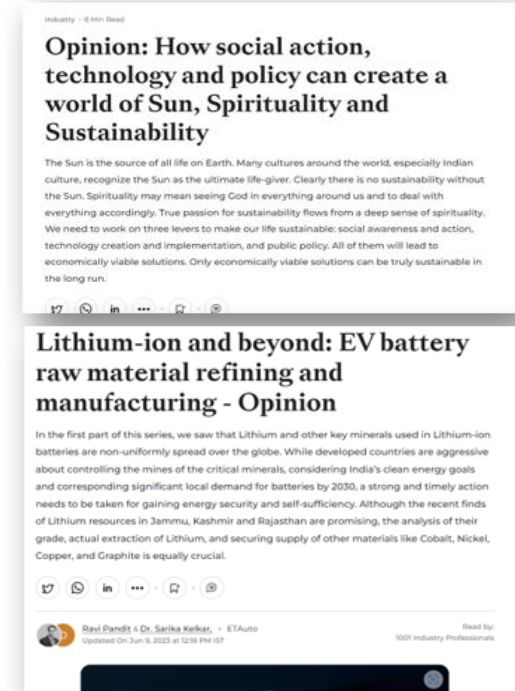 Industry • 8 Min Read
Opinion: How social action,
technology and policy can create a
world of Sun, Spirituality and
Sustainability
The Sun is the source of all life on Earth. Many cultures around the world, especially Indian
culture, recognize the Sun as the ultimate life-giver. Clearly there is no sustainability without
the Sun. Spirituality may mean seeing God in everything around us and to deal with
everything accordingly. True passion for sustainability flows from a deep sense of spirituality.
We need to work on three levers to make our life sustainable: social awareness and action,
technology creation and implementation, and public policy. All of them will lead to
economically viable solutions. Only economically viable solutions can be truly sustainable in
the long run.
in
Lithium-ion and beyond: EV battery
raw material refining and
manufacturing - Opinion
In the first part of this series, we saw that Lithium and other key minerals used in Lithium-ion
batteries are non-uniformly spread over the globe. While developed countries are aggressive
about controlling the mines of the critical minerals, considering India's clean energy goals
and corresponding significant local demand for batteries by 2030, a strong and timely action
needs to be taken for gaining energy security and self-sufficiency. Although the recent finds
of Lithium resources in Jammu, Kashmir and Rajasthan are promising, the analysis of their
grade, actual extraction of Lithium, and securing supply of other materials like Cobalt, Nickel,
Copper, and Graphite is equally crucial.
in
Ravi Pandit & Dr. Sarika Kelkar, • ETAuto
Updated On Jun 9, 2023 at 12:18 PM IST
Read by:
1001 Industry Professionals